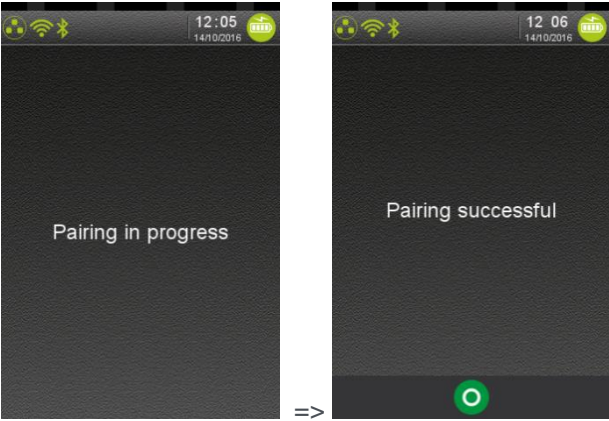 12:05
14/10/2016
Pairing in progress
=>
12 06
14/10/2016
Pairing successful